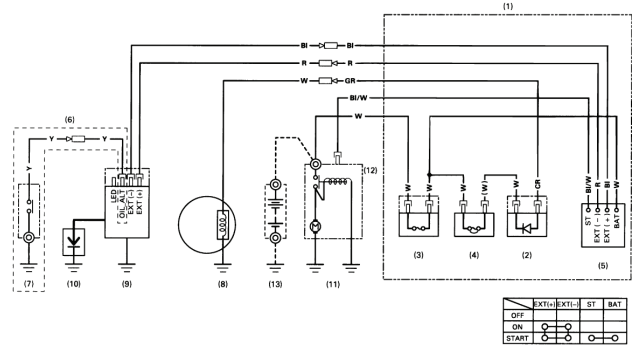 (1)
Bl Bl
R R
W GR
Bl/W
W
(6)
Y Y
Y
LED
OIL ALT
EXT (−)
EXT (+)
(12)
M
W
W
W
(W)
W
GR
Bl/W
R
Bl
W
ST
EXT (−)
EXT (+)
BAT
(3)
(4)
(2)
(5)
(7)
(10)
(9)
(8)
(13)
(11)
EXT(+) EXT(−) ST BAT
OFF
ON
START